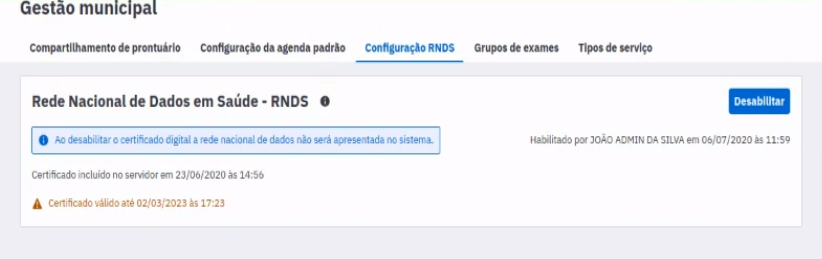 Gestão municipal
Compartilhamento de prontuário Configuração da agenda padrão Configuração RNDS Grupos de exames Tipos de serviço
Rede Nacional de Dados em Saúde - RNDS
Desabilitar
Ao desabilitar o certificado digital a rede nacional de dados não será apresentada no sistema.
Habilitado por JOÃO ADMIN DA SILVA em 06/07/2020 às 11:59
Certificado incluído no servidor em 23/06/2020 às 14:56
Certificado válido até 02/03/2023 às 17:23